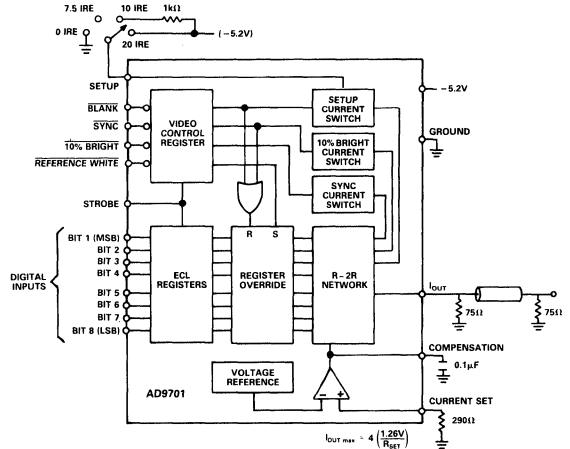 7.5 IRE
10 IRE
1kΩ
0 IRE
20 IRE
(−5.2V)
SETUP
BLANK
SYNC
10% BRIGHT
REFERENCE WHITE
STROBE
VIDEO
CONTROL
REGISTER
SETUP
CURRENT
SWITCH
10% BRIGHT
CURRENT
SWITCH
SYNC
CURRENT
SWITCH
−5.2V
GROUND
R
S
DIGITAL
INPUTS
BIT 1 (MSB)
BIT 2
BIT 3
BIT 4
BIT 5
BIT 6
BIT 7
BIT 8 (LSB)
ECL
REGISTERS
REGISTER
OVERRIDE
R−2R
NETWORK
IOUT
75Ω
75Ω
COMPENSATION
0.1µF
VOLTAGE
REFERENCE
− +
CURRENT SET
290Ω
AD9701
IOUT max = 4 (1.26V / RSET)